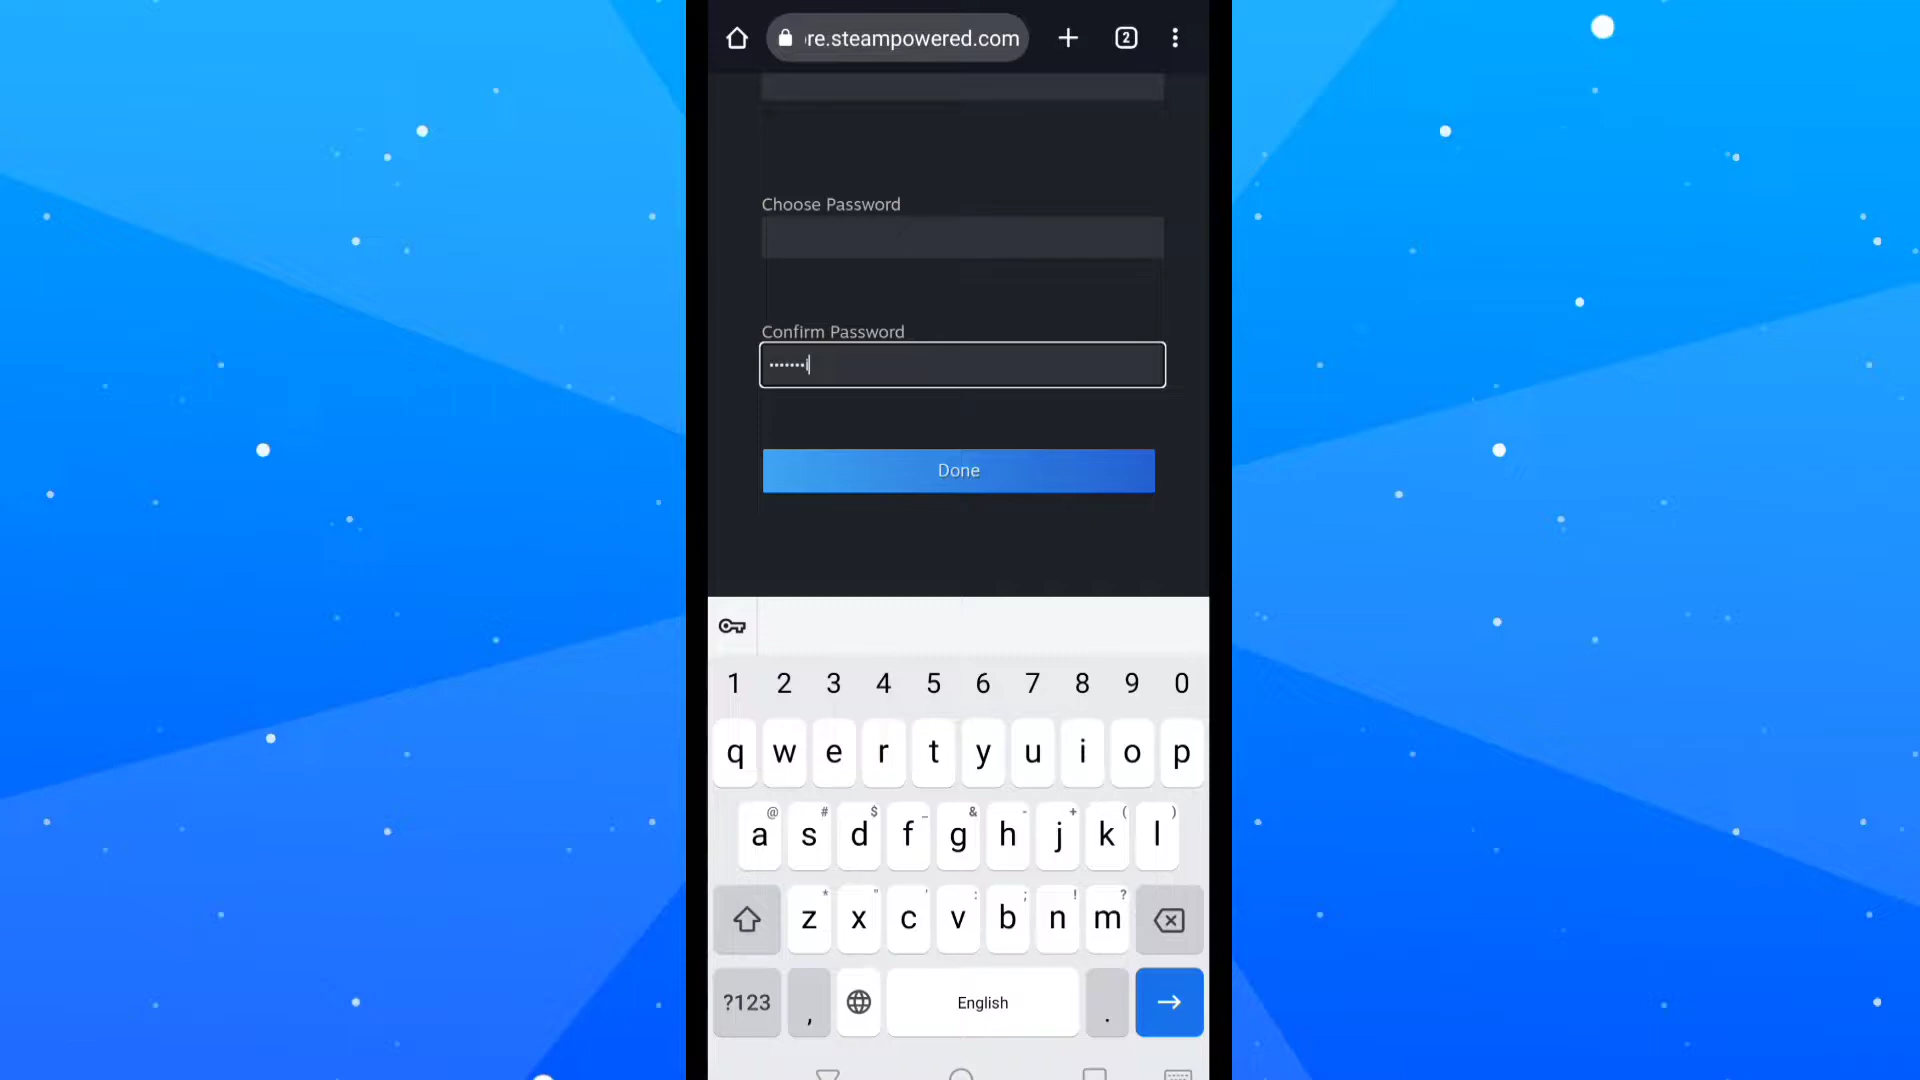 re.steampowered.com
2
Choose Password
Confirm Password
Done
1 2 3 4 5 6 7 8 9 0
q w e r t y u i o p
@ # $ _ & - + ( )
a s d f g h j k l
* " ' : ; ! ?
z x c v b n m
?123 , English .